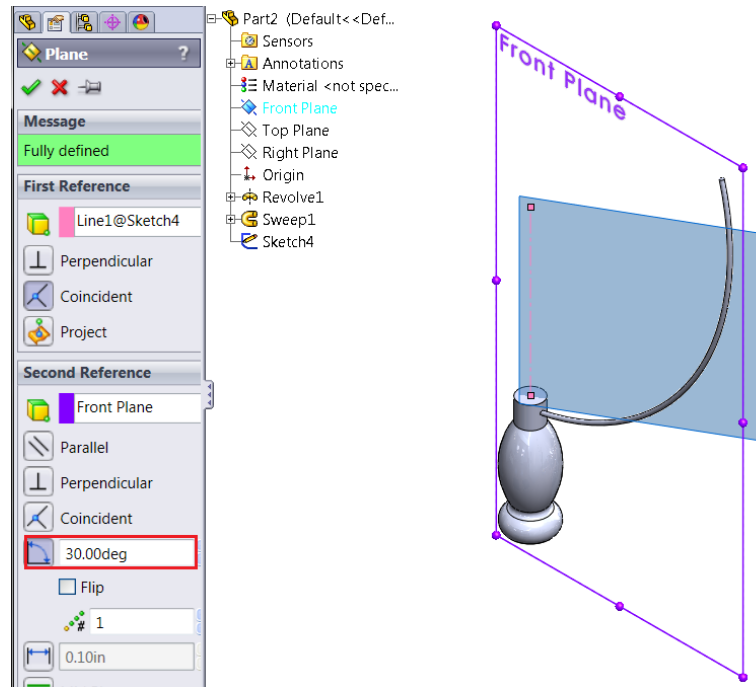 Plane ?
Message
Fully defined
First Reference
Line1@Sketch4
Perpendicular
Coincident
Project
Second Reference
Front Plane
Parallel
Perpendicular
Coincident
30.00deg
Flip
# 1
0.10in
Part2 (Default<<Def...
Sensors
A Annotations
Material <not spec...
Front Plane
Top Plane
Right Plane
Origin
Revolve1
Sweep1
Sketch4
Front Plane